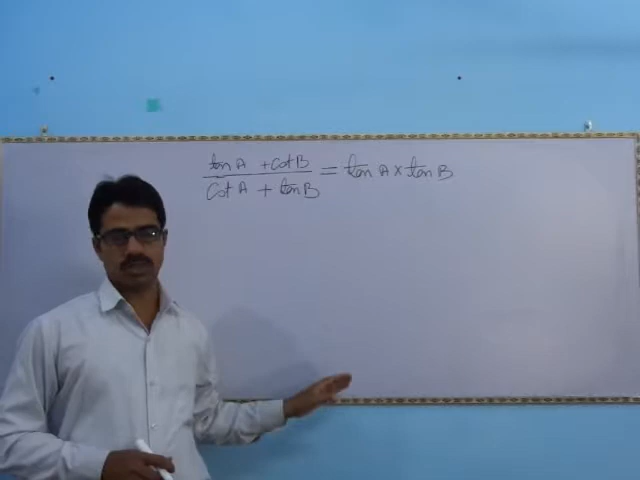 tan A + cot B
cot A + tan B
= tan A × tan B